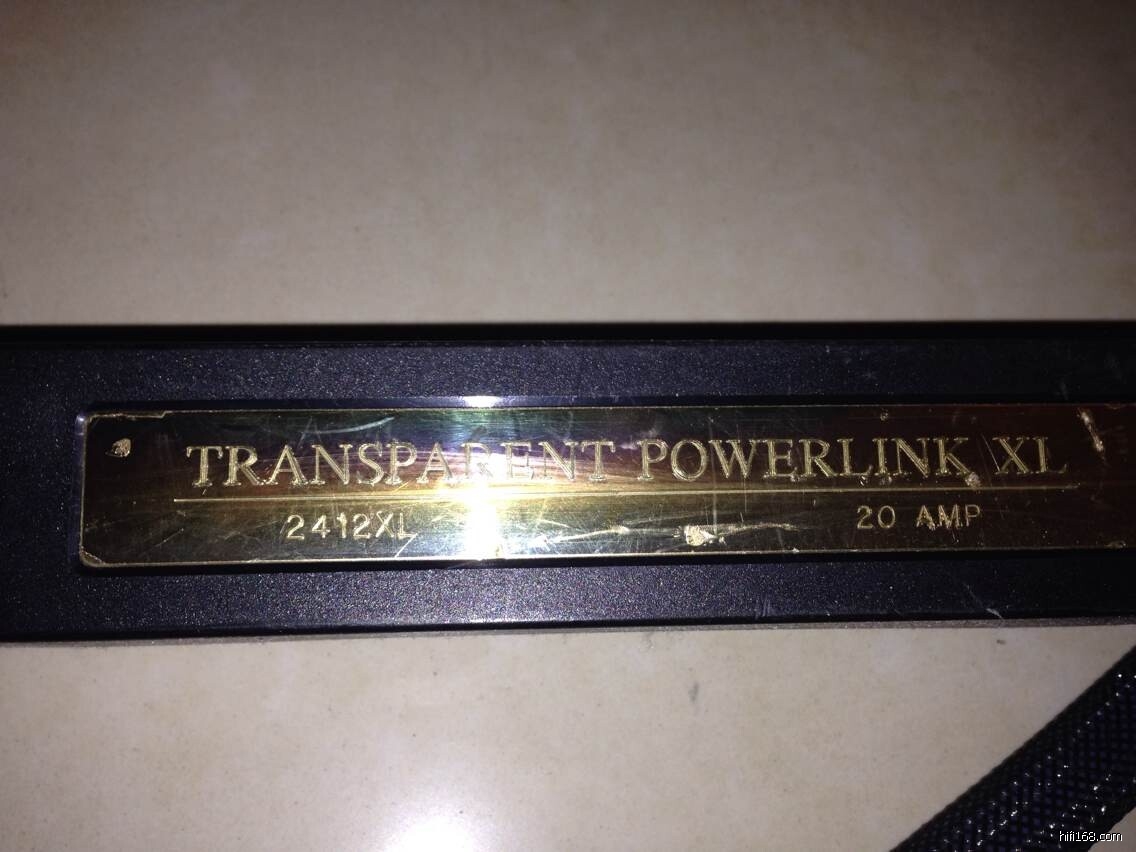 TRANSPARENT POWERLINK XL
2412XL 20 AMP
hifi168.com